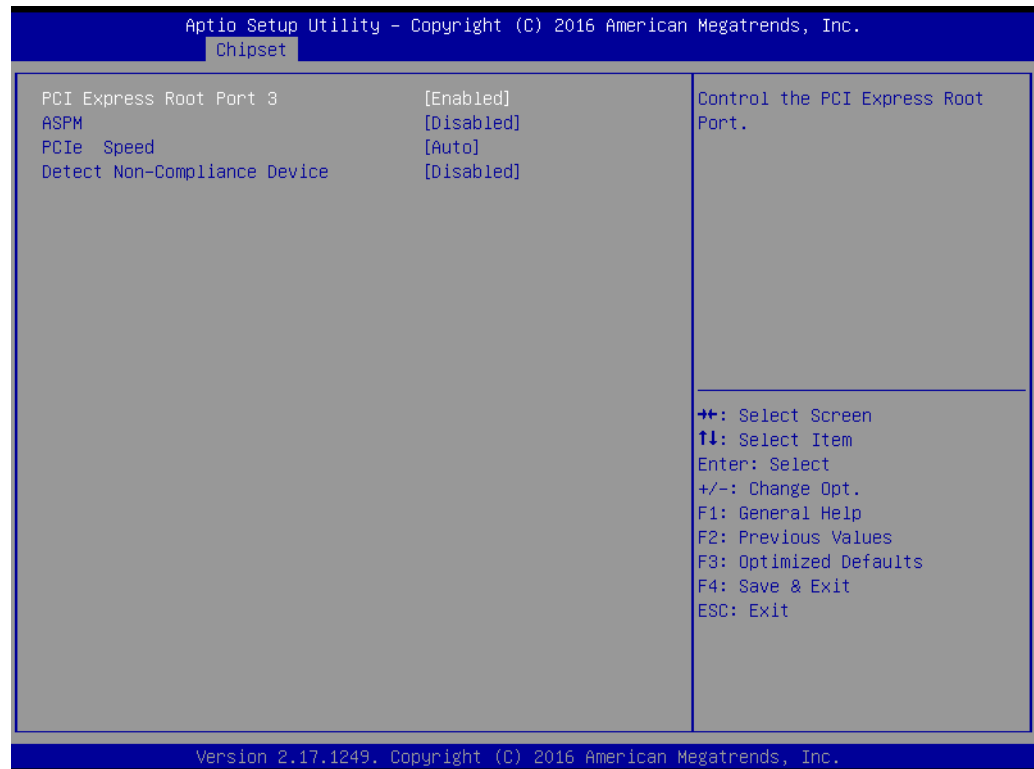 Aptio Setup Utility – Copyright (C) 2016 American Megatrends, Inc.
Chipset
PCI Express Root Port 3 [Enabled]
ASPM [Disabled]
PCIe Speed [Auto]
Detect Non-Compliance Device [Disabled]
Control the PCI Express Root
Port.
→←: Select Screen
↑↓: Select Item
Enter: Select
+/-: Change Opt.
F1: General Help
F2: Previous Values
F3: Optimized Defaults
F4: Save & Exit
ESC: Exit
Version 2.17.1249. Copyright (C) 2016 American Megatrends, Inc.